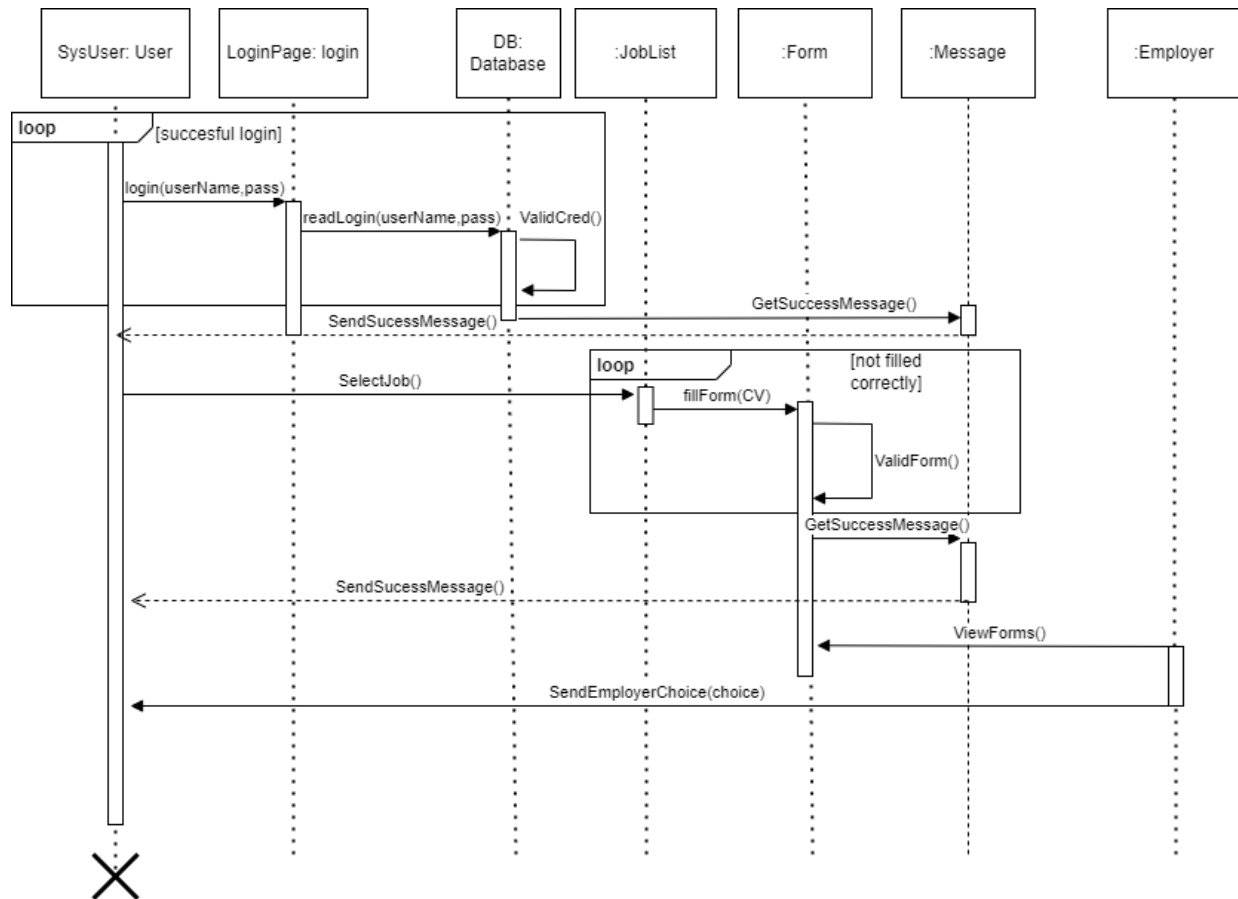 SysUser: User
LoginPage: login
DB:
Database
:JobList
:Form
:Message
:Employer
loop
[succesful login]
login(userName,pass)
readLogin(userName,pass)
ValidCred()
GetSuccessMessage()
SendSucessMessage()
loop
[not filled
correctly]
SelectJob()
fillForm(CV)
ValidForm()
GetSuccessMessage()
SendSucessMessage()
ViewForms()
SendEmployerChoice(choice)